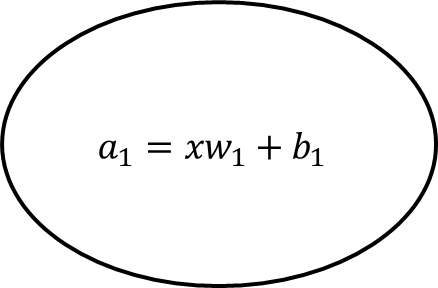 a₁ = xw₁ + b₁